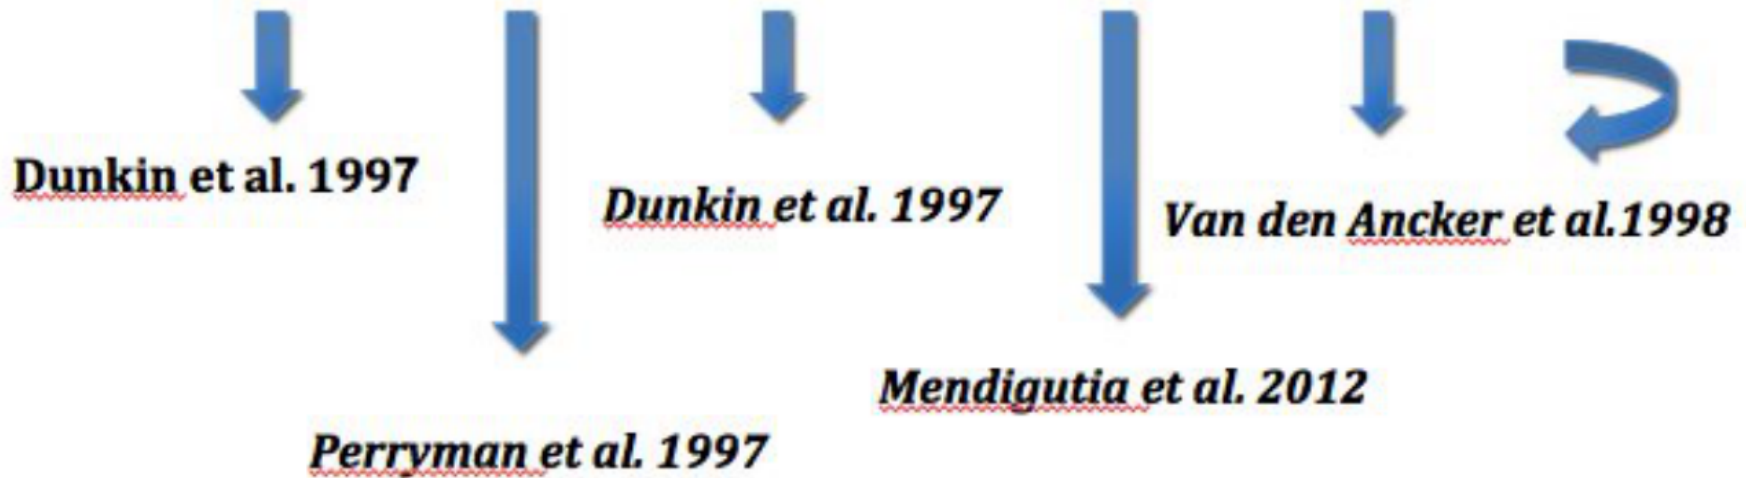 Dunkin et al. 1997
Dunkin et al. 1997
Van den Ancker et al.1998
Mendigutia et al. 2012
Perryman et al. 1997